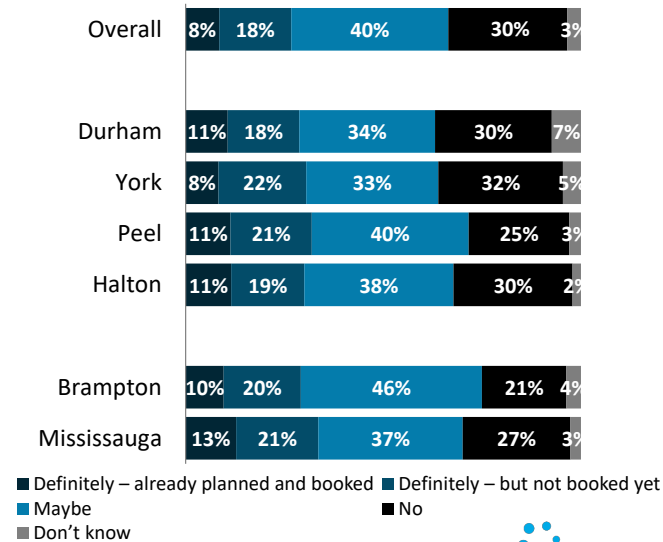 Overall 8% 18% 40% 30% 3%
Durham 11% 18% 34% 30% 7%
York 8% 22% 33% 32% 5%
Peel 11% 21% 40% 25% 3%
Halton 11% 19% 38% 30% 2%
Brampton 10% 20% 46% 21% 4%
Mississauga 13% 21% 37% 27% 3%
Definitely – already planned and booked Definitely – but not booked yet
Maybe No
Don’t know